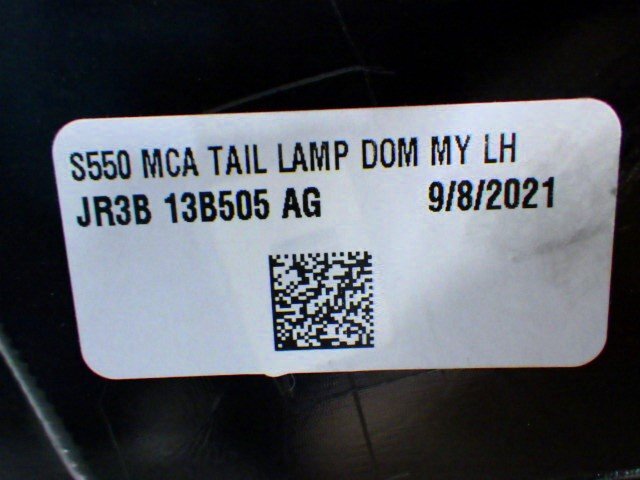 S550 MCA TAIL LAMP DOM MY LH
JR3B 13B505 AG 9/8/2021